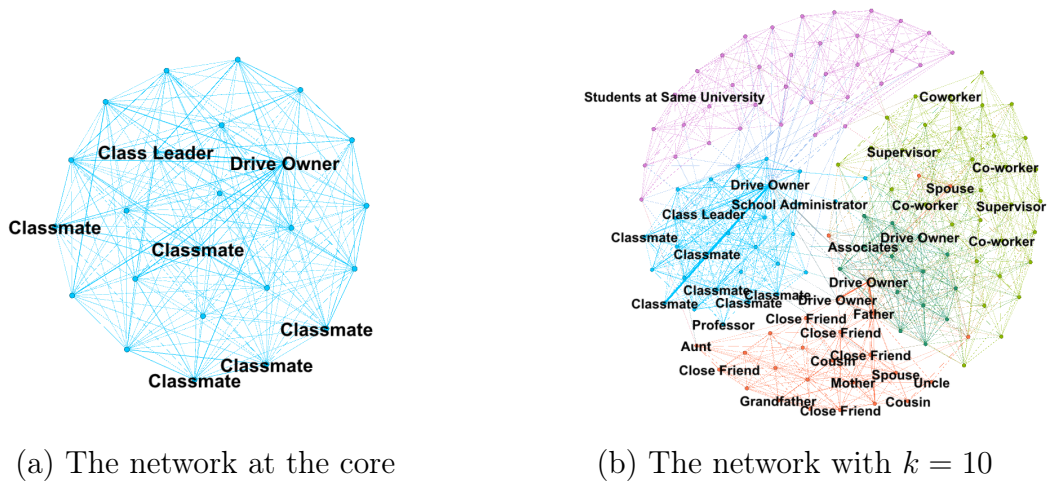 Class Leader
Drive Owner
Classmate
Classmate
Classmate
Classmate
Classmate
(a) The network at the core
Students at Same University
Coworker
Supervisor
Co-worker
Drive Owner
Spouse
School Administrator
Co-worker
Supervisor
Class Leader
Classmate
Drive Owner
Co-worker
Associates
Classmate
Drive Owner
Classmate
Classmate
Classmate
Classmate
Drive Owner
Father
Close Friend
Professor
Close Friend
Aunt
Close Friend
Cousin
Close Friend
Spouse
Mother
Uncle
Grandfather
Cousin
Close Friend
(b) The network with k = 10